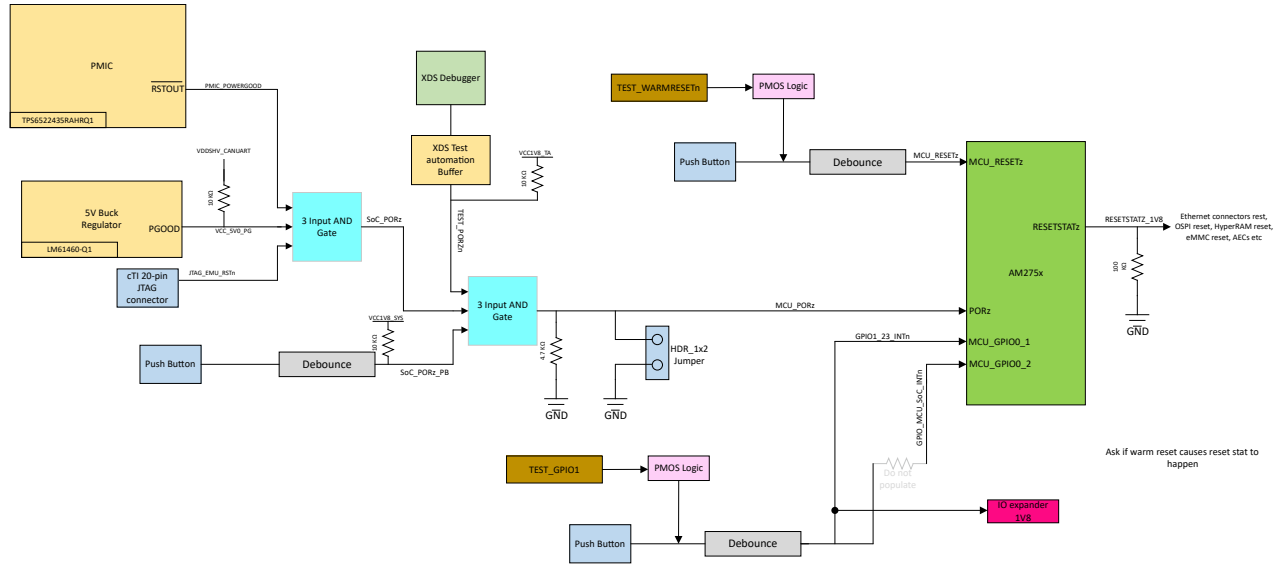 PMIC
RSTOUT
TPS6522435RAHRQ1
PMIC_POWERGOOD
VDDSHV_CANUART
10 KΩ
5V Buck
Regulator
PGOOD
LM61460-Q1
VCC_5V0_PG
cTI 20-pin
JTAG
connector
JTAG_EMU_RSTn
3 Input AND
Gate
SoC_PORz
XDS Debugger
XDS Test
automation
Buffer
VCC1V8_TA
10 KΩ
TEST_PORZn
VCC1V8_SYS
10 KΩ
Push Button
Debounce
SoC_PORz_PB
3 Input AND
Gate
4.7 KΩ
GND
HDR_1x2
Jumper
GND
MCU_PORz
TEST_WARMRESETn
PMOS Logic
Push Button
Debounce
MCU_RESETz
MCU_RESETz
RESETSTATz
AM275x
PORz
MCU_GPIO0_1
MCU_GPIO0_2
RESETSTATZ_1V8
Ethernet connectors rest,
OSPI reset, HyperRAM reset,
eMMC reset, AECs etc
100
KΩ
GND
GPIO1_23_INTn
GPIO_MCU_SoC_INTn
Do not
populate
TEST_GPIO1
PMOS Logic
Push Button
Debounce
IO expander
1V8
Ask if warm reset causes reset stat to
happen